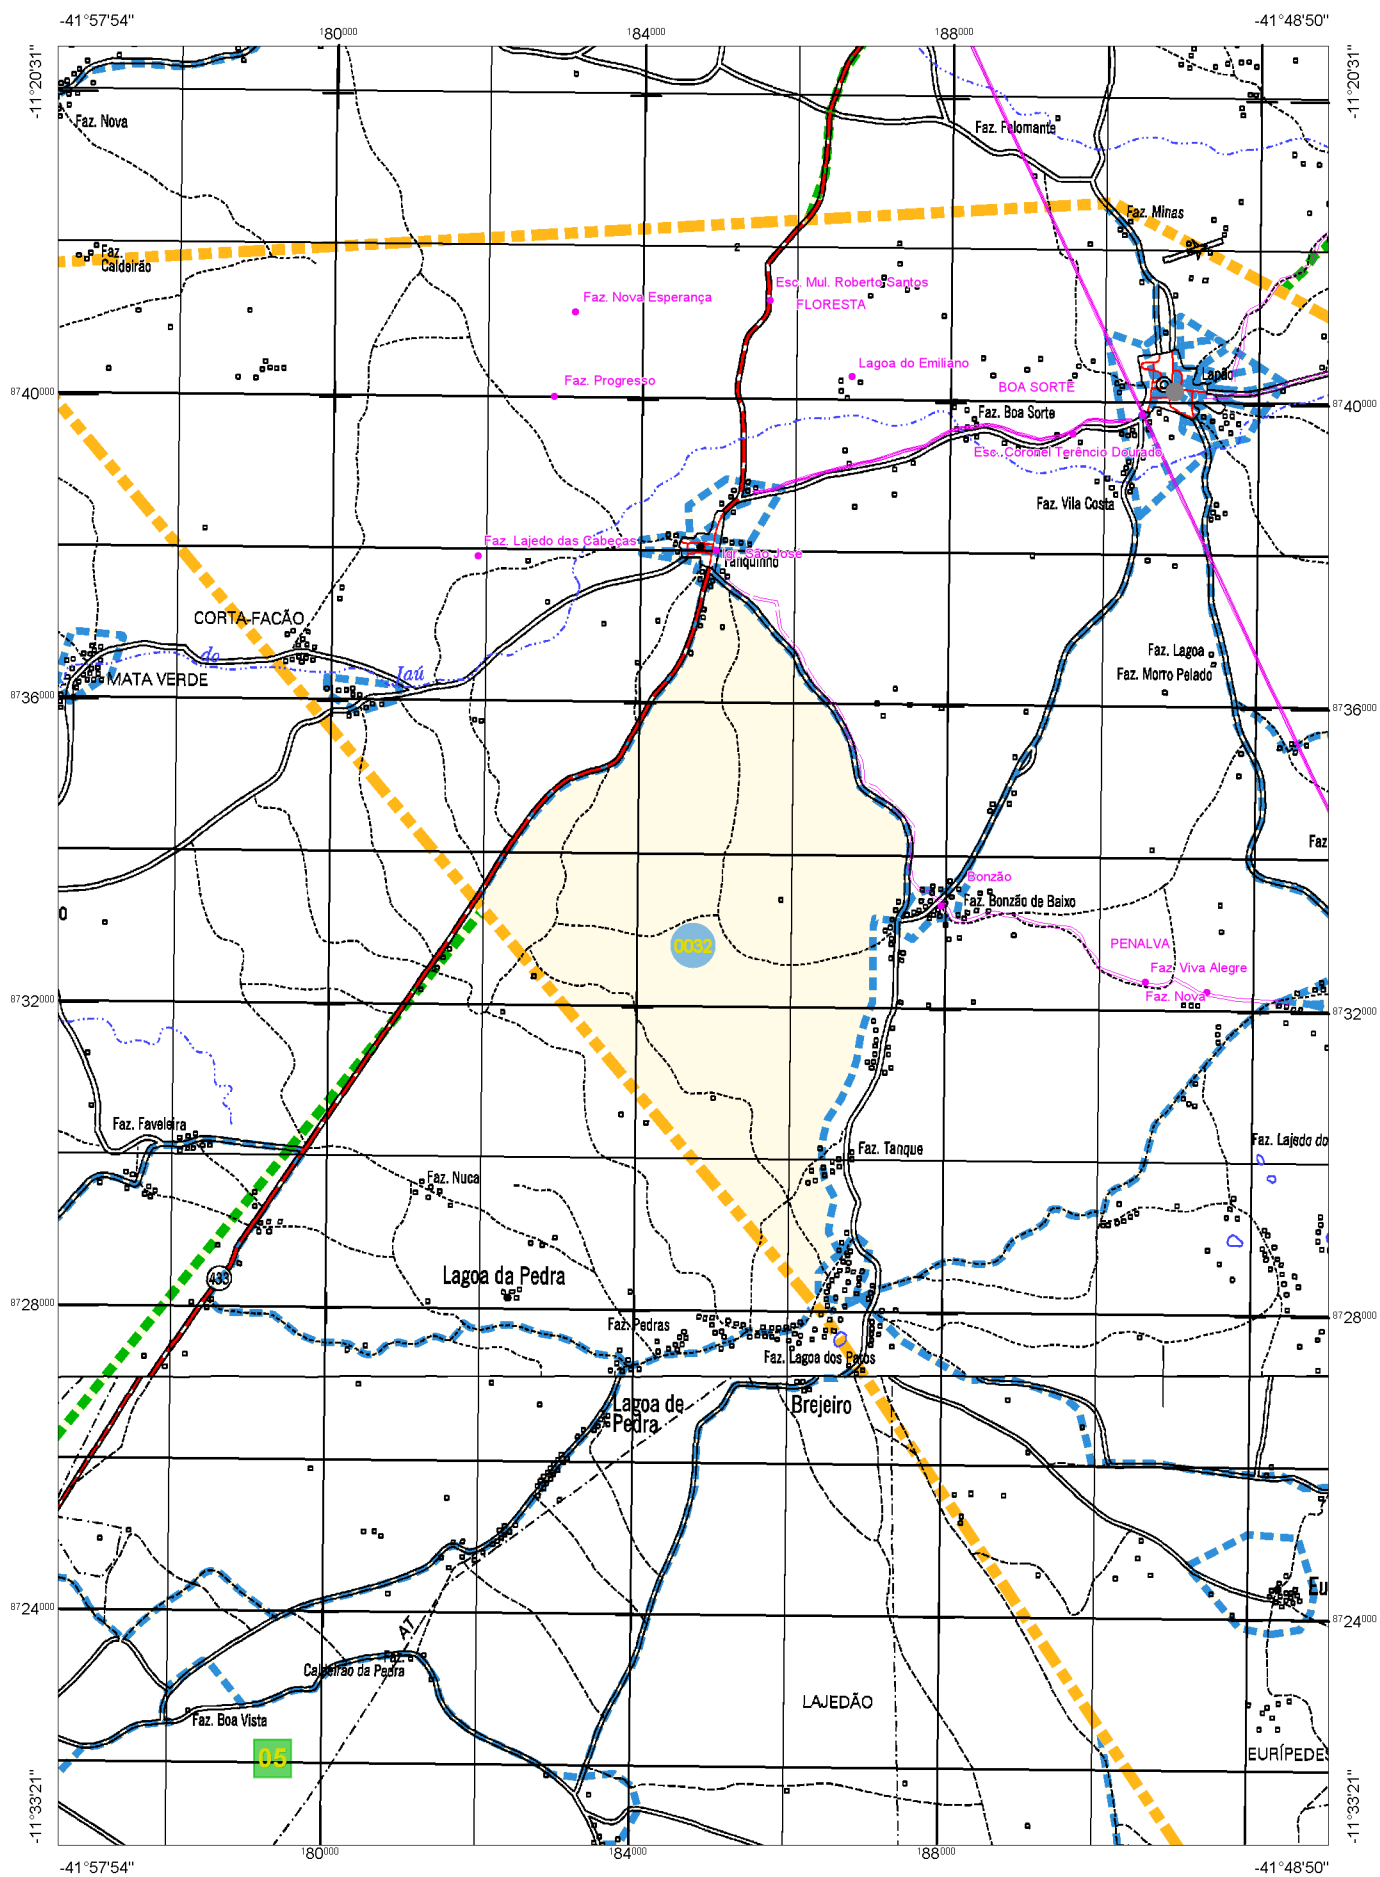 -41°57'54"
-41°48'50"
180000
184000
188000
-11°20'31"
-11°20'31"
Faz. Nova
Faz. Felomante
Faz. Minas
Faz.
Caldeirão
2
Esc. Mul. Roberto Santos
Faz. Nova Esperança
FLORESTA
Lagoa do Emiliano
Faz. Progresso
BOA SORTE
Lapão
8740000
8740000
Faz. Boa Sorte
Esc. Coronel Terêncio Dourado
Faz. Vila Costa
Faz. Lajedo das Cabeças
Igr. São José
Tanquinho
CORTA-FACÃO
do
Jaú
MATA VERDE
Faz. Lagoa
Faz. Morro Pelado
8736000
8736000
Faz
Bonzão
Faz. Bonzão de Baixo
0032
PENALVA
Faz. Viva Alegre
Faz. Nova
8732000
8732000
Faz. Faveleira
Faz. Tanque
Faz. Lajedo do
Faz. Nuca
433
Lagoa da Pedra
8728000
8728000
Faz. Pedras
Faz. Lagoa dos Patos
Lagoa de
Pedra
Brejeiro
Eu
8724000
8724000
AT
Faz.
Caldeirão da Pedra
LAJEDÃO
Faz. Boa Vista
05
EURÍPEDES
-11°33'21"
-11°33'21"
180000
184000
188000
-41°57'54"
-41°48'50"